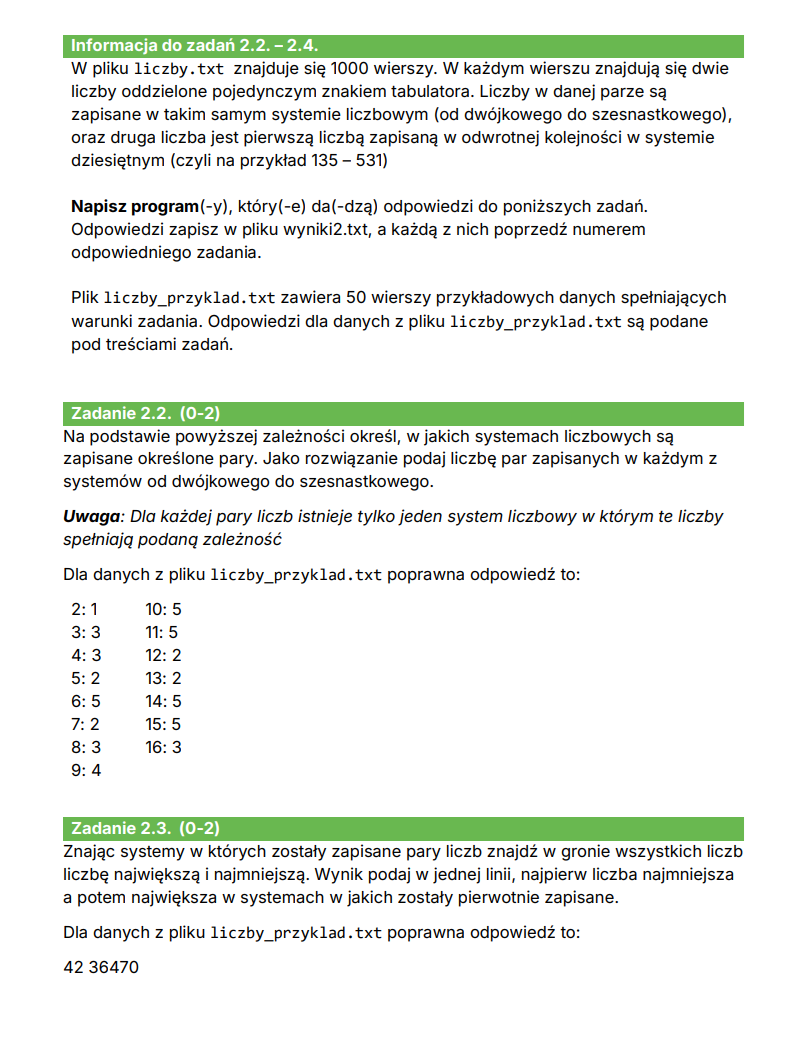 Informacja do zadań 2.2. – 2.4.
W pliku liczby.txt znajduje się 1000 wierszy. W każdym wierszu znajdują się dwie
liczby oddzielone pojedynczym znakiem tabulatora. Liczby w danej parze są
zapisane w takim samym systemie liczbowym (od dwójkowego do szesnastkowego),
oraz druga liczba jest pierwszą liczbą zapisaną w odwrotnej kolejności w systemie
dziesiętnym (czyli na przykład 135 – 531)
Napisz program(-y), który(-e) da(-dzą) odpowiedzi do poniższych zadań.
Odpowiedzi zapisz w pliku wyniki2.txt, a każdą z nich poprzedź numerem
odpowiedniego zadania.
Plik liczby_przyklad.txt zawiera 50 wierszy przykładowych danych spełniających
warunki zadania. Odpowiedzi dla danych z pliku liczby_przyklad.txt są podane
pod treściami zadań.
Zadanie 2.2. (0-2)
Na podstawie powyższej zależności określ, w jakich systemach liczbowych są
zapisane określone pary. Jako rozwiązanie podaj liczbę par zapisanych w każdym z
systemów od dwójkowego do szesnastkowego.
Uwaga: Dla każdej pary liczb istnieje tylko jeden system liczbowy w którym te liczby
spełniają podaną zależność
Dla danych z pliku liczby_przyklad.txt poprawna odpowiedź to:
2: 1 10: 5
3: 3 11: 5
4: 3 12: 2
5: 2 13: 2
6: 5 14: 5
7: 2 15: 5
8: 3 16: 3
9: 4
Zadanie 2.3. (0-2)
Znając systemy w których zostały zapisane pary liczb znajdź w gronie wszystkich liczb
liczbę największą i najmniejszą. Wynik podaj w jednej linii, najpierw liczba najmniejsza
a potem największa w systemach w jakich zostały pierwotnie zapisane.
Dla danych z pliku liczby_przyklad.txt poprawna odpowiedź to:
42 36470